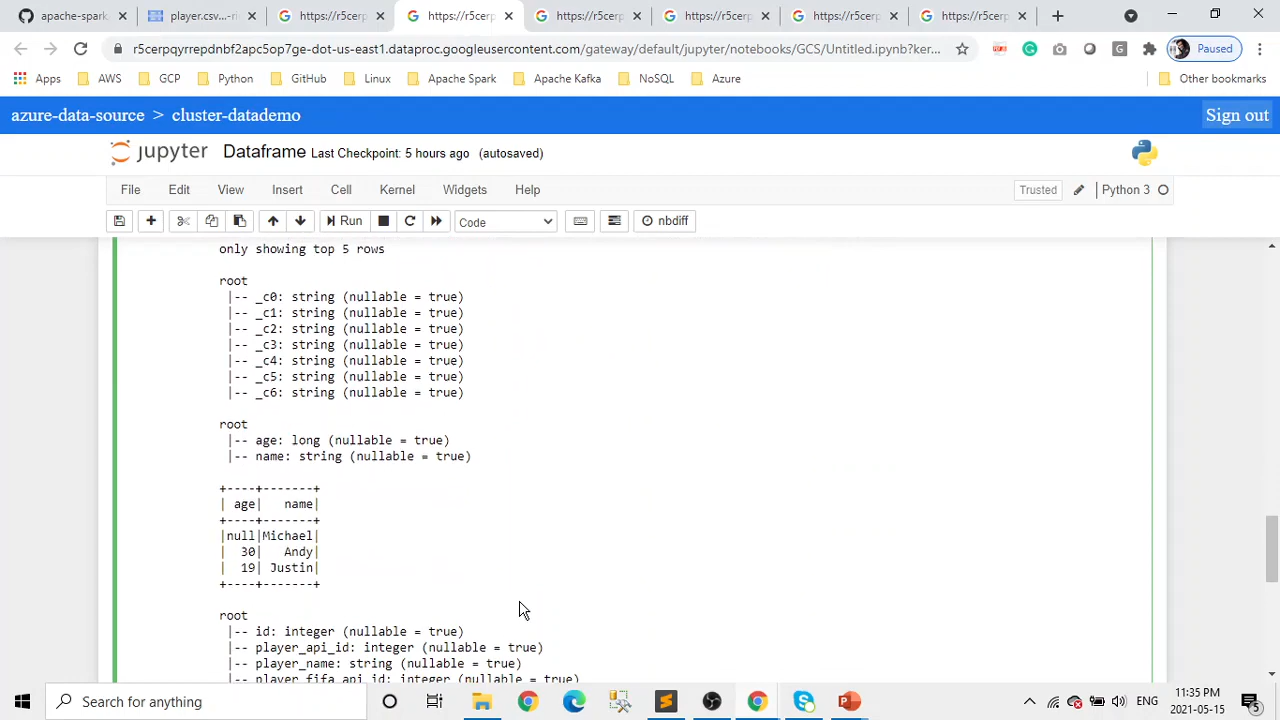 apache-spark
player.csv...-ri
https://r5cerp
https://r5cerp
https://r5cerp
https://r5cerp
https://r5cerp
https://r5cerp
r5cerpqyrrepdnbf2apc5op7ge-dot-us-east1.dataproc.googleusercontent.com/gateway/default/jupyter/notebooks/GCS/Untitled.ipynb?ker...
Paused
Apps AWS GCP Python GitHub Linux Apache Spark Apache Kafka NoSQL Azure Other bookmarks
azure-data-source > cluster-datademo Sign out
jupyter Dataframe Last Checkpoint: 5 hours ago (autosaved)
File Edit View Insert Cell Kernel Widgets Help Trusted Python 3
Run Code nbdiff
only showing top 5 rows
root
|-- _c0: string (nullable = true)
|-- _c1: string (nullable = true)
|-- _c2: string (nullable = true)
|-- _c3: string (nullable = true)
|-- _c4: string (nullable = true)
|-- _c5: string (nullable = true)
|-- _c6: string (nullable = true)
root
|-- age: long (nullable = true)
|-- name: string (nullable = true)
+----+-------+
| age|   name|
+----+-------+
|null|Michael|
|  30|   Andy|
|  19| Justin|
+----+-------+
root
|-- id: integer (nullable = true)
|-- player_api_id: integer (nullable = true)
|-- player_name: string (nullable = true)
|-- player_fifa_api_id: integer (nullable = true)
Search for anything
ENG
11:35 PM
2021-05-15
5